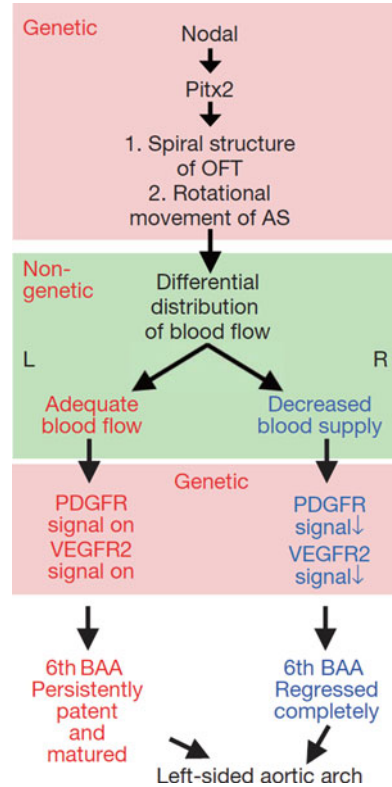 Genetic
Nodal
Pitx2
1. Spiral structure
of OFT
2. Rotational
movement of AS
Non-
genetic
Differential
distribution
of blood flow
L
R
Adequate
blood flow
Decreased
blood supply
Genetic
PDGFR
signal on
VEGFR2
signal on
PDGFR
signal↓
VEGFR2
signal↓
6th BAA
Persistently
patent
and
matured
6th BAA
Regressed
completely
Left-sided aortic arch